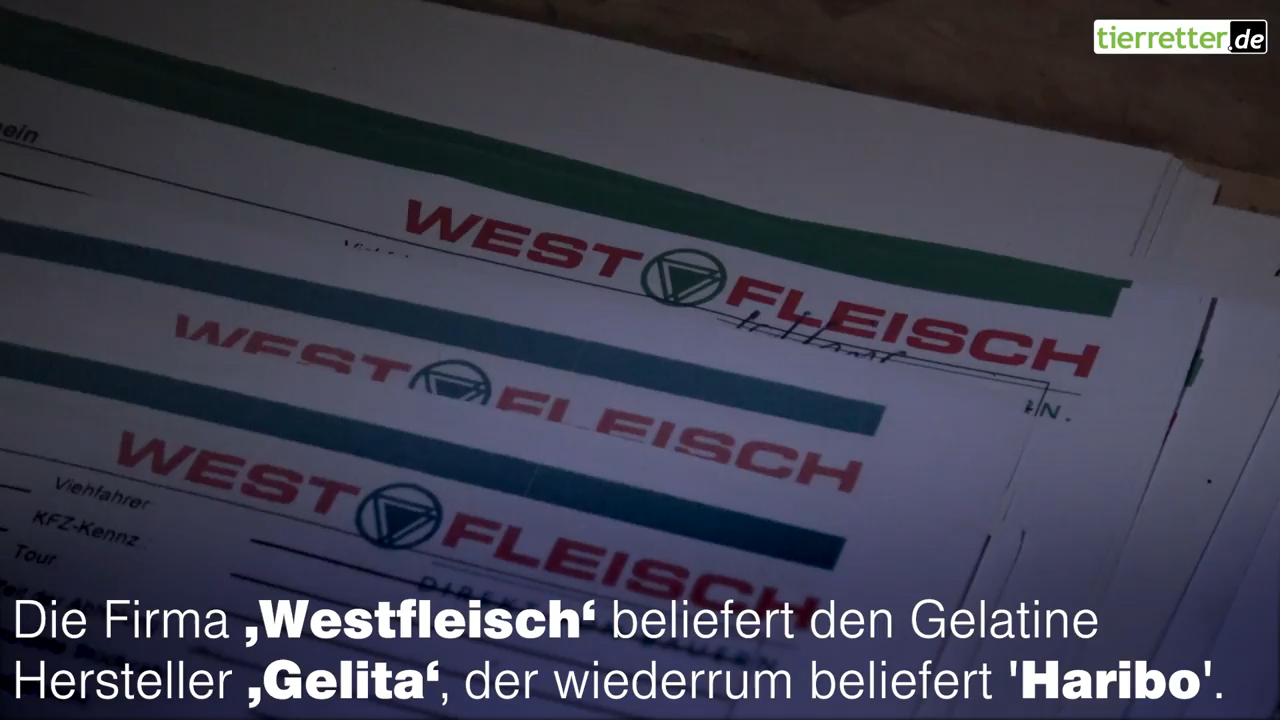 tierretter.de
ein
WEST FLEISCH
N.
WEST FLEISCH
WEST FLEISCH
Viehfahrer
KFZ-Kennz.
Tour
Die Firma ‚Westfleisch‘ beliefert den Gelatine
Hersteller ‚Gelita‘, der wiederrum beliefert 'Haribo'.